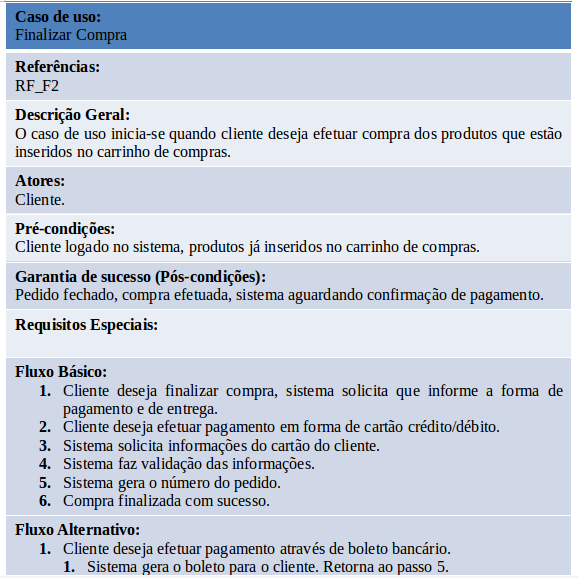 Caso de uso:
Finalizar Compra
Referências:
RF_F2
Descrição Geral:
O caso de uso inicia-se quando cliente deseja efetuar compra dos produtos que estão
inseridos no carrinho de compras.
Atores:
Cliente.
Pré-condições:
Cliente logado no sistema, produtos já inseridos no carrinho de compras.
Garantia de sucesso (Pós-condições):
Pedido fechado, compra efetuada, sistema aguardando confirmação de pagamento.
Requisitos Especiais:
Fluxo Básico:
1. Cliente deseja finalizar compra, sistema solicita que informe a forma de
pagamento e de entrega.
2. Cliente deseja efetuar pagamento em forma de cartão crédito/débito.
3. Sistema solicita informações do cartão do cliente.
4. Sistema faz validação das informações.
5. Sistema gera o número do pedido.
6. Compra finalizada com sucesso.
Fluxo Alternativo:
1. Cliente deseja efetuar pagamento através de boleto bancário.
1. Sistema gera o boleto para o cliente. Retorna ao passo 5.